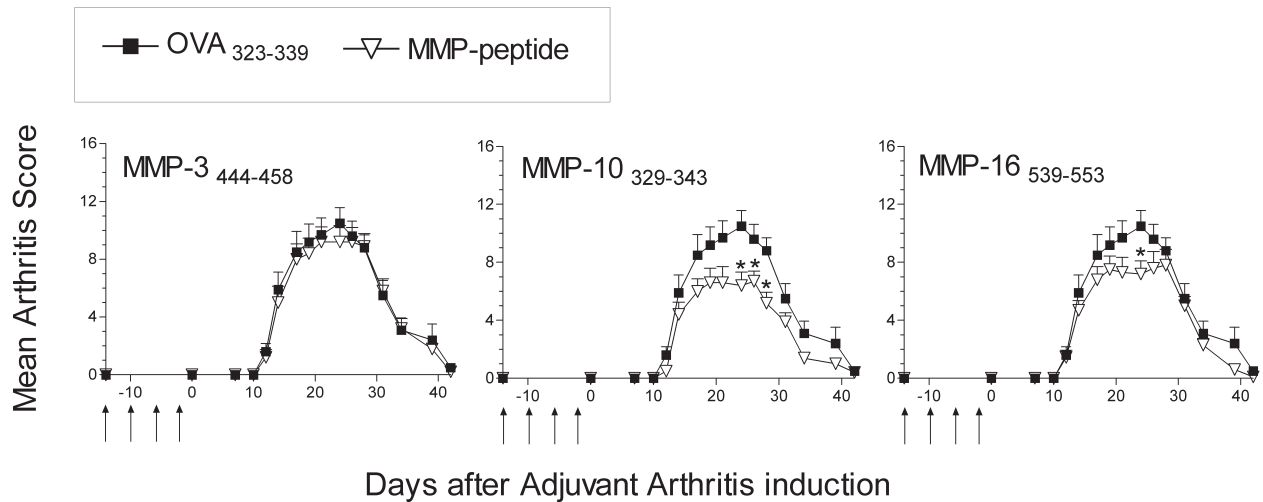 OVA 323-339 MMP-peptide
Mean Arthritis Score
MMP-3 444-458
16
12
8
4
0
-10 0 10 20 30 40
MMP-10 329-343
16
12
8
4
0
-10 0 10 20 30 40
* * *
MMP-16 539-553
16
12
8
4
0
-10 0 10 20 30 40
*
Days after Adjuvant Arthritis induction